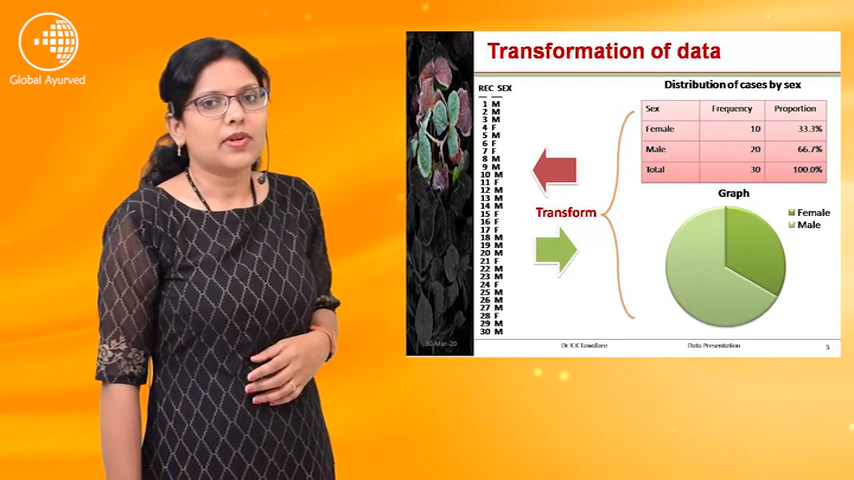 Global Ayurved
Transformation of data
REC SEX
1 M
2 M
3 M
4 F
5 M
6 F
7 F
8 M
9 M
10 M
11 F
12 M
13 M
14 M
15 F
16 F
17 F
18 M
19 M
20 M
21 F
22 M
23 M
24 F
25 M
26 M
27 M
28 F
29 M
30 M
Transform
Distribution of cases by sex
Sex Frequency Proportion
Female 10 33.3%
Male 20 66.7%
Total 30 100.0%
Graph
Female
Male
30-Mar-20
Data Presentation
3